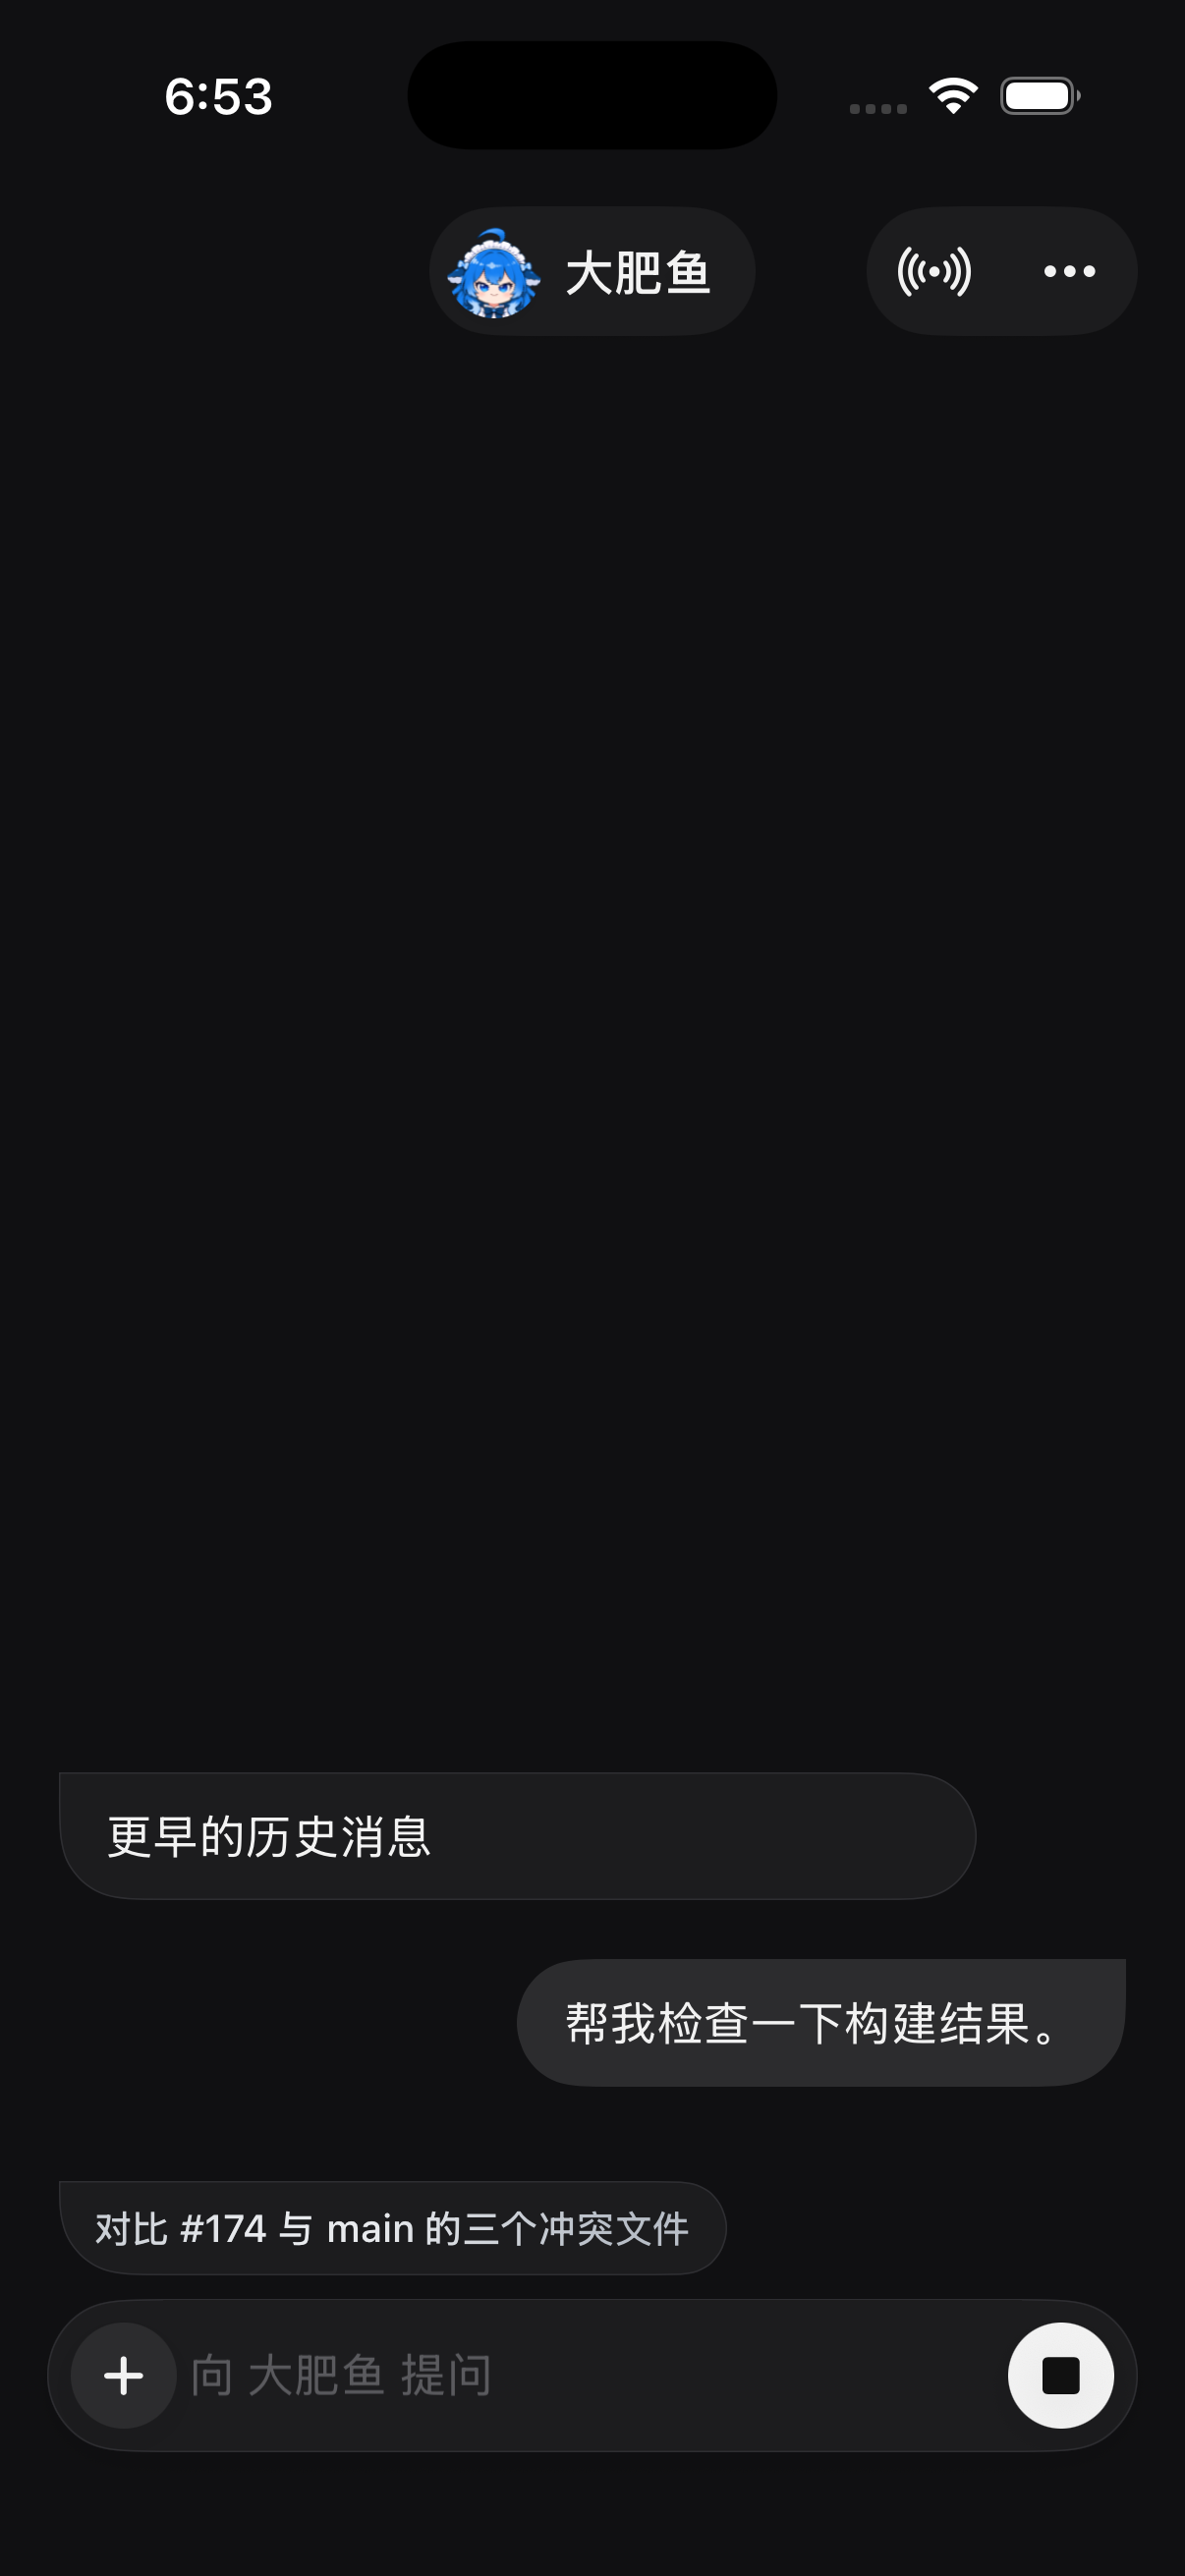 6:53
大肥鱼
更早的历史消息
帮我检查一下构建结果。
对比 #174 与 main 的三个冲突文件
向 大肥鱼 提问